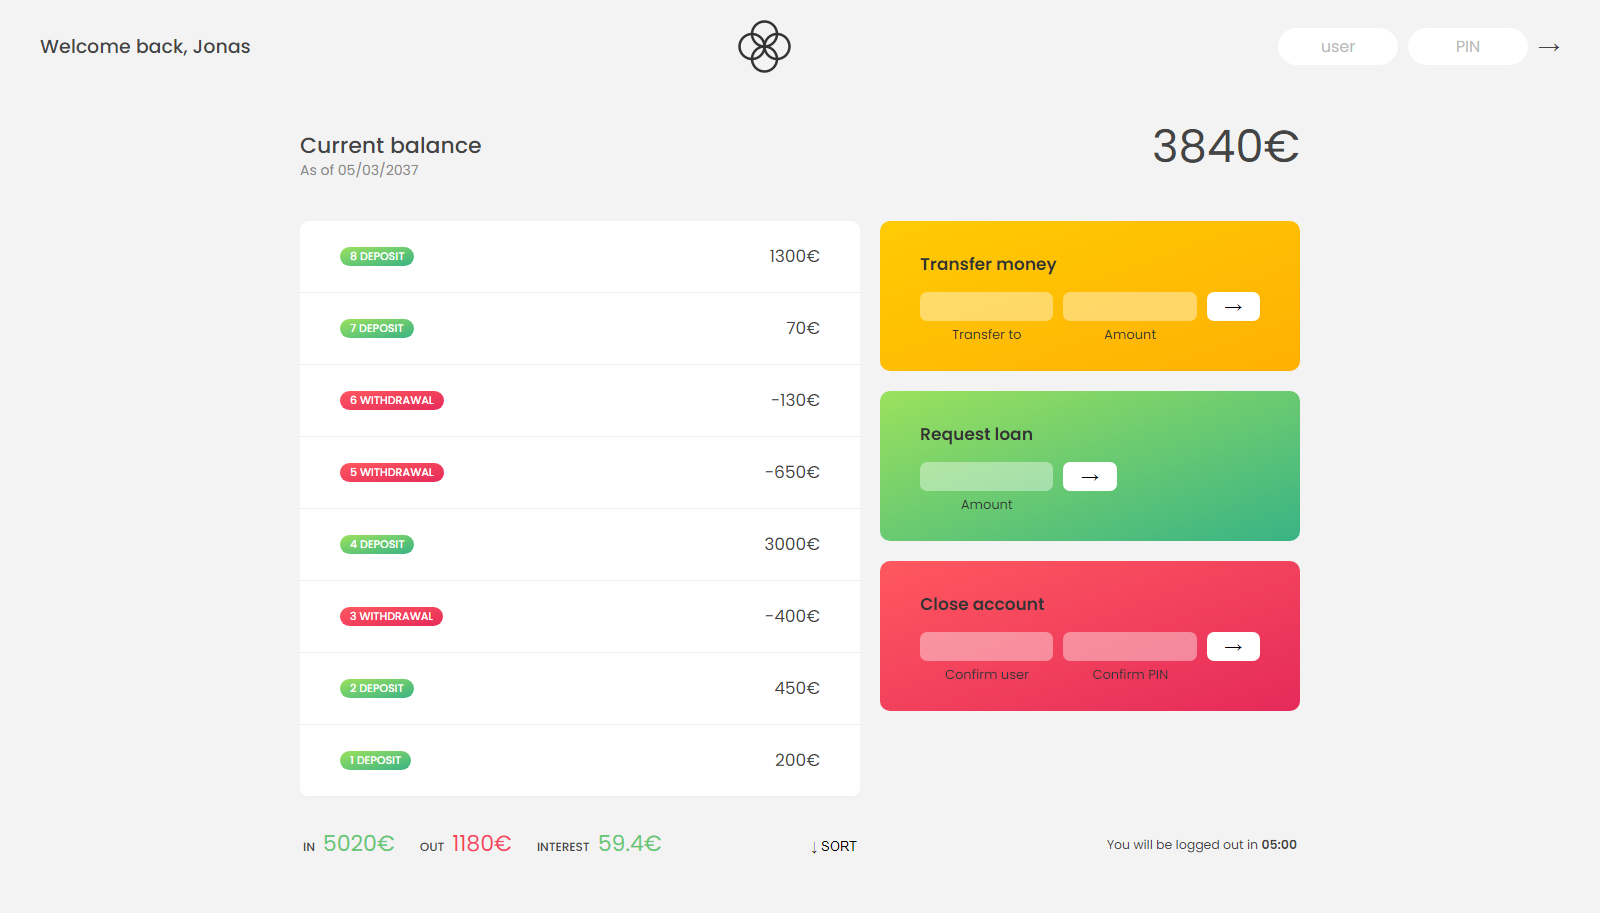 Welcome back, Jonas
user
PIN
→
Current balance
3840€
As of 05/03/2037
8 DEPOSIT
1300€
7 DEPOSIT
70€
6 WITHDRAWAL
-130€
5 WITHDRAWAL
-650€
4 DEPOSIT
3000€
3 WITHDRAWAL
-400€
2 DEPOSIT
450€
1 DEPOSIT
200€
Transfer money
→
Transfer to
Amount
Request loan
→
Amount
Close account
→
Confirm user
Confirm PIN
IN 5020€
OUT 1180€
INTEREST 59.4€
↓ SORT
You will be logged out in 05:00